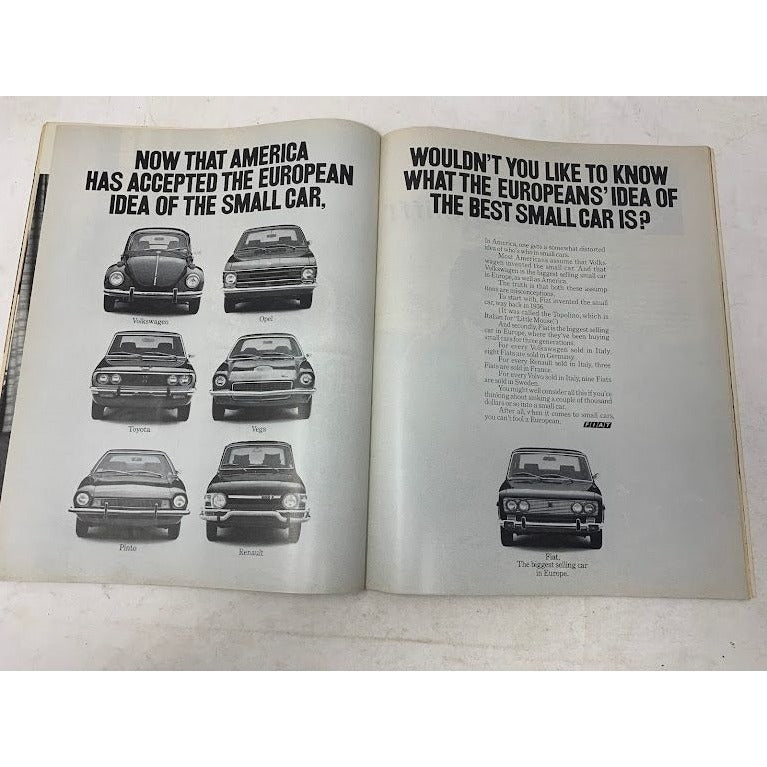 NOW THAT AMERICA
HAS ACCEPTED THE EUROPEAN
IDEA OF THE SMALL CAR,
Volkswagen
Opel
Toyota
Vega
Pinto
Renault
WOULDN'T YOU LIKE TO KNOW
WHAT THE EUROPEANS' IDEA OF
THE BEST SMALL CAR IS?
In America, one gets a somewhat distorted
idea of who's who in small cars.
Most Americans assume that Volks-
wagen invented the small car. And that
Volkswagen is the biggest selling small car
in Europe, as well as America.
The truth is that both these assump-
tions are misconceptions.
To start with, Fiat invented the small
car, way back in 1936.
(It was called the Topolino, which is
Italian for "Little Mouse.")
And secondly, Fiat is the biggest selling
car in Europe, where they've been buying
small cars for three generations.
For every Volkswagen sold in Italy,
eight Fiats are sold in Germany.
For every Renault sold in Italy, three
Fiats are sold in France.
For every Volvo sold in Italy, nine Fiats
are sold in Sweden.
You might well consider all this if you're
thinking about sinking a couple of thousand
dollars or so into a small car.
After all, when it comes to small cars,
you can't fool a European.
FIAT
Fiat.
The biggest selling car
in Europe.